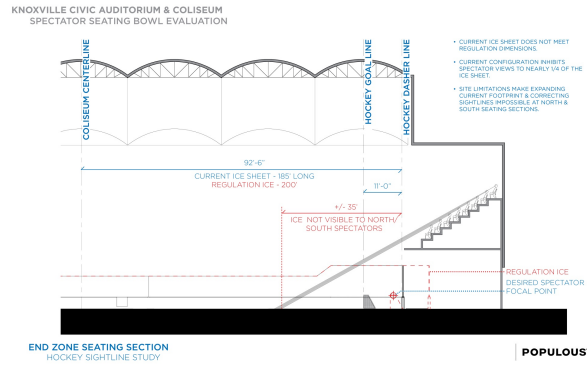 KNOXVILLE CIVIC AUDITORIUM & COLISEUM
SPECTATOR SEATING BOWL EVALUATION
• CURRENT ICE SHEET DOES NOT MEET
REGULATION DIMENSIONS.
• CURRENT CONFIGURATION INHIBITS
SPECTATOR VIEWS TO NEARLY 1/4 OF THE
ICE SHEET.
• SITE LIMITATIONS MAKE EXPANDING
CURRENT FOOTPRINT & CORRECTING
SIGHTLINES IMPOSSIBLE AT NORTH &
SOUTH SEATING SECTIONS.
COLISEUM CENTERLINE
HOCKEY GOAL LINE
HOCKEY DASHER LINE
92'-6"
CURRENT ICE SHEET - 185' LONG
REGULATION ICE - 200'
11'-0"
+/- 35'
ICE NOT VISIBLE TO NORTH/
SOUTH SPECTATORS
REGULATION ICE
DESIRED SPECTATOR
FOCAL POINT
END ZONE SEATING SECTION
HOCKEY SIGHTLINE STUDY
POPULOUS